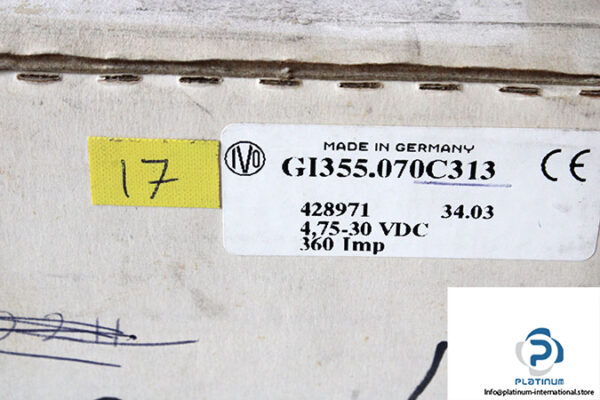 MADE IN GERMANY
17
IVO
GI355.070C313
CE
428971 34.03
4,75-30 VDC
360 Imp
PLATINUM
Info@platinum-international.store